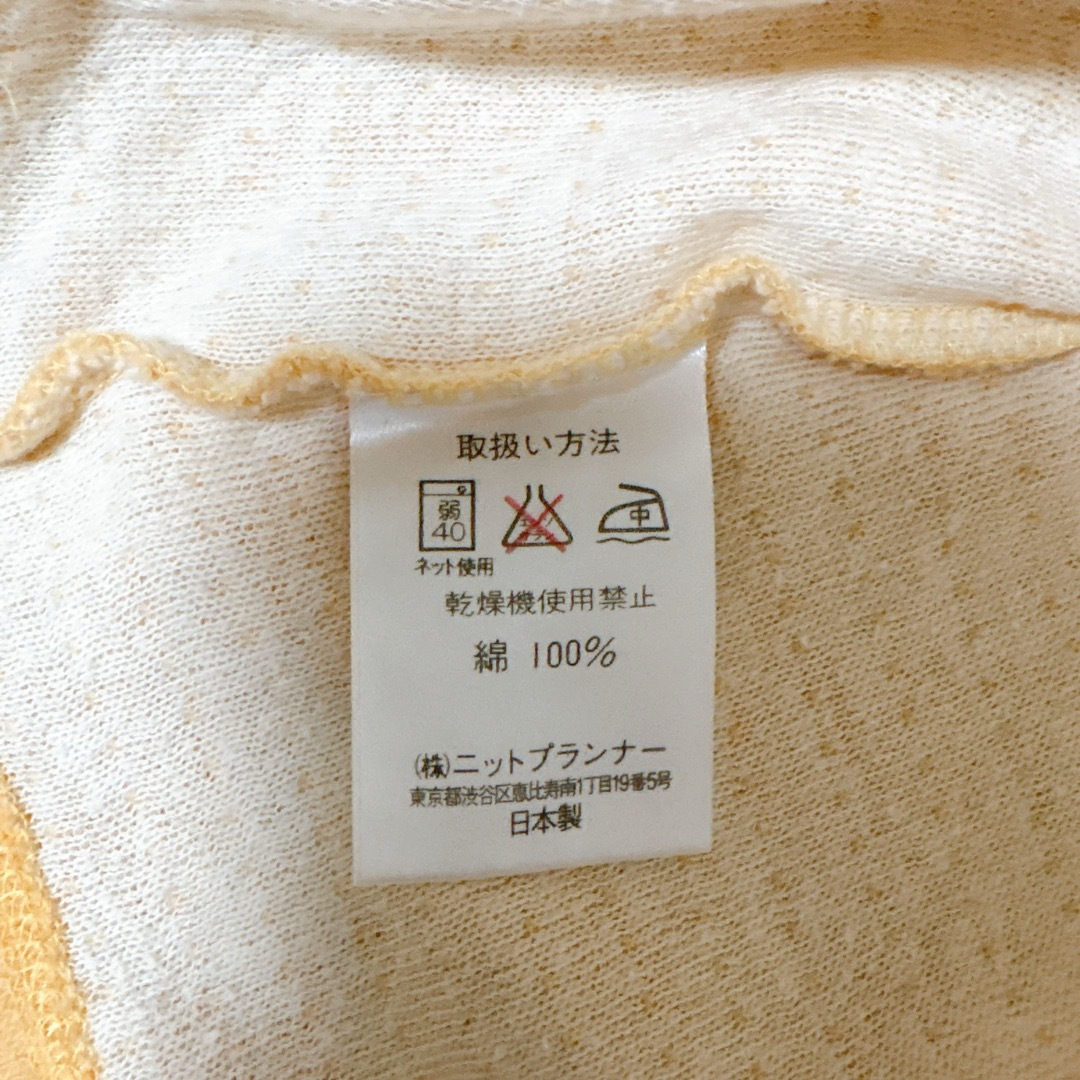 取扱い方法
弱
40
中
ネット使用
乾燥機使用禁止
綿 100%
(株)ニットプランナー
東京都渋谷区恵比寿南1丁目19番5号
日本製